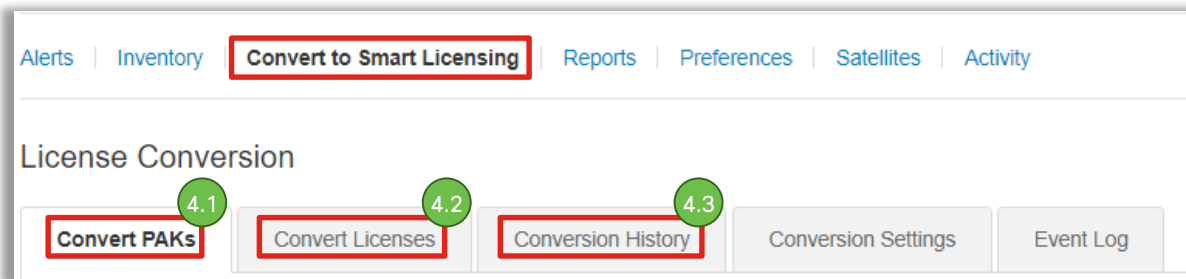 Alerts | Inventory | Convert to Smart Licensing | Reports | Preferences | Satellites | Activity
License Conversion
4.1 4.2 4.3
Convert PAKs Convert Licenses Conversion History Conversion Settings Event Log